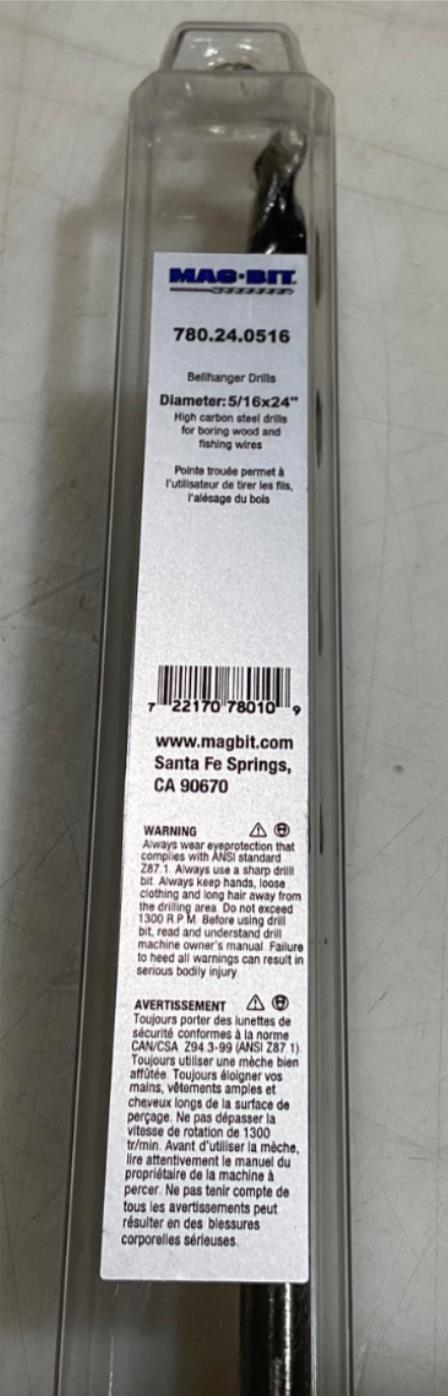 MAG·BIT
780.24.0516
Bellhanger Drills
Diameter: 5/16x24"
High carbon steel drills
for boring wood and
fishing wires
Pointe trouée permet à
l'utilisateur de tirer les fils,
l'alésage du bois
7 22170 78010 9
www.magbit.com
Santa Fe Springs,
CA 90670
WARNING
Always wear eyeprotection that
complies with ANSI standard
Z87.1. Always use a sharp drill
bit. Always keep hands, loose
clothing and long hair away from
the drilling area. Do not exceed
1300 R P M. Before using drill
bit, read and understand drill
machine owner's manual. Failure
to heed all warnings can result in
serious bodily injury.
AVERTISSEMENT
Toujours porter des lunettes de
sécurité conformes à la norme
CAN/CSA Z94.3-99 (ANSI Z87.1)
Toujours utiliser une mèche bien
affûtée. Toujours éloigner vos
mains, vêtements amples et
cheveux longs de la surface de
perçage. Ne pas dépasser la
vitesse de rotation de 1300
tr/min. Avant d'utiliser la mèche,
lire attentivement le manuel du
propriétaire de la machine à
percer. Ne pas tenir compte de
tous les avertissements peut
résulter en des blessures
corporelles sérieuses.